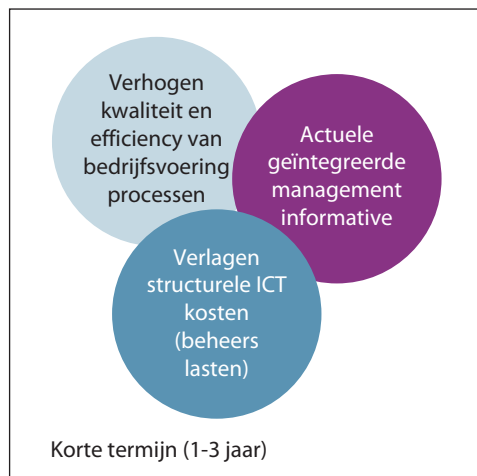 Verhogen
kwaliteit en
efficiency van
bedrijfsvoering
processen
Actuele
geïntegreerde
management
informative
Verlagen
structurele ICT
kosten
(beheers
lasten)
Korte termijn (1-3 jaar)